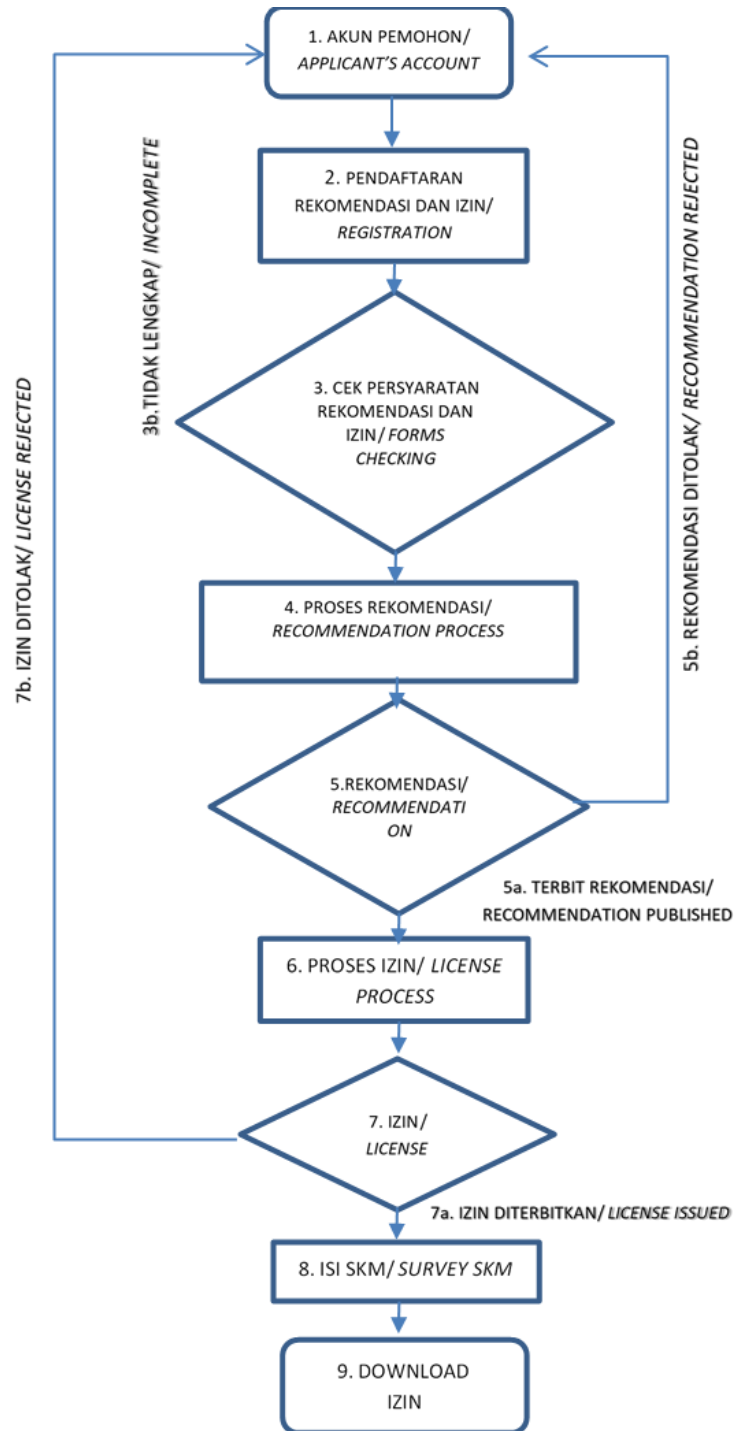 1. AKUN PEMOHON/
APPLICANT'S ACCOUNT
2. PENDAFTARAN
REKOMENDASI DAN IZIN/
REGISTRATION
3b.TIDAK LENGKAP/ INCOMPLETE
3. CEK PERSYARATAN
REKOMENDASI DAN
IZIN/ FORMS
CHECKING
7b. IZIN DITOLAK/ LICENSE REJECTED
5b. REKOMENDASI DITOLAK/ RECOMMENDATION REJECTED
4. PROSES REKOMENDASI/
RECOMMENDATION PROCESS
5.REKOMENDASI/
RECOMMENDATI
ON
5a. TERBIT REKOMENDASI/
RECOMMENDATION PUBLISHED
6. PROSES IZIN/ LICENSE
PROCESS
7. IZIN/
LICENSE
7a. IZIN DITERBITKAN/ LICENSE ISSUED
8. ISI SKM/ SURVEY SKM
9. DOWNLOAD
IZIN